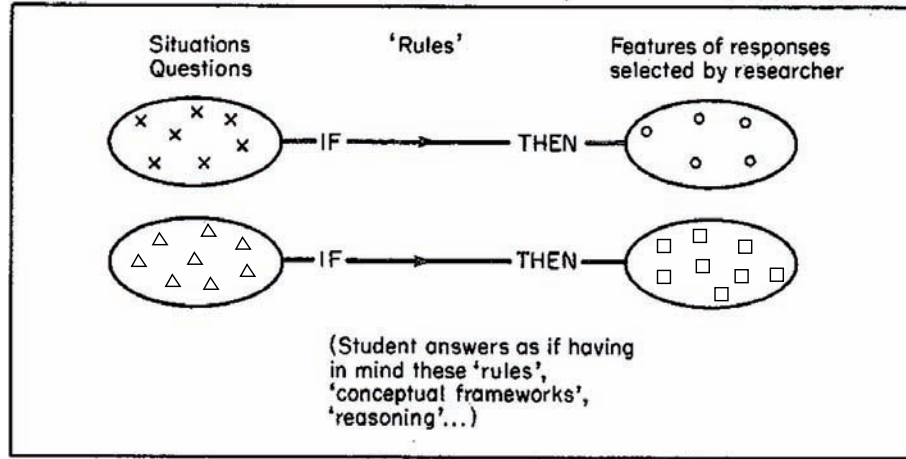 Situations
Questions
‘Rules’
Features of responses
selected by researcher
IF THEN
IF THEN
(Student answers as if having
in mind these ‘rules’,
‘conceptual frameworks’,
‘reasoning’...)